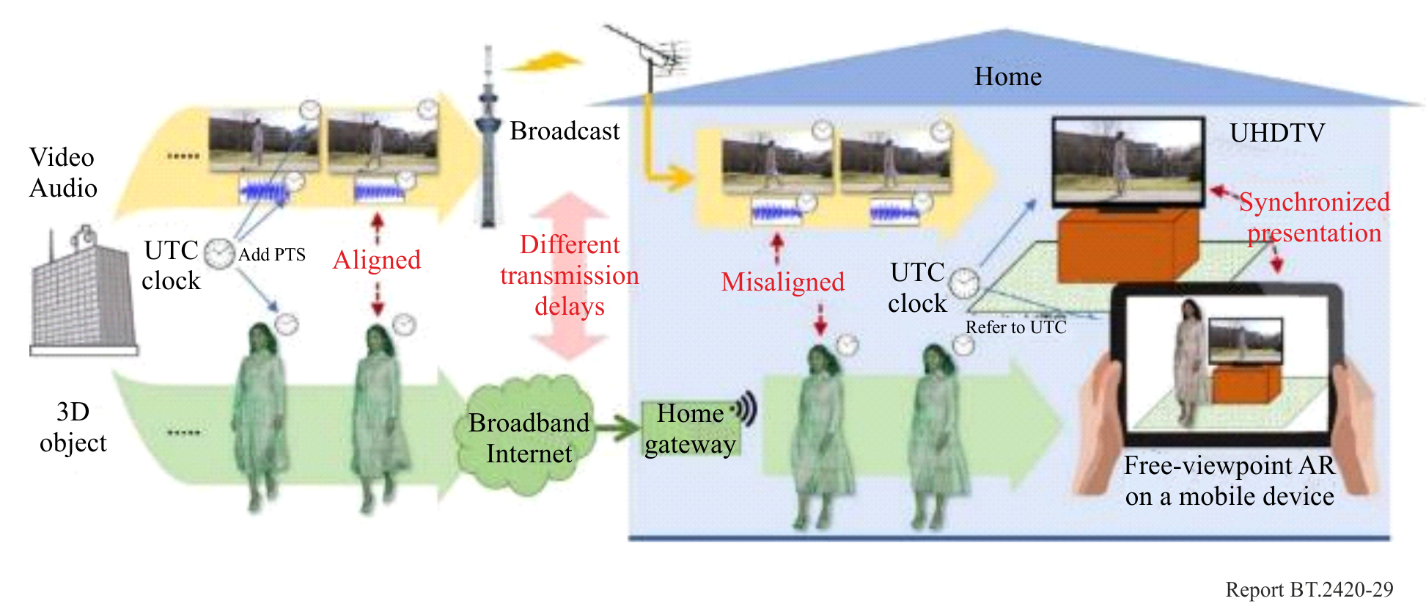 Home
Broadcast
UHDTV
Video
Audio
UTC
clock
Add PTS
Aligned
Different
transmission
delays
Misaligned
UTC
clock
Refer to UTC
Synchronized
presentation
3D
object
.....
.....
Broadband
Internet
Home
gateway
Free-viewpoint AR
on a mobile device
Report BT.2420-29